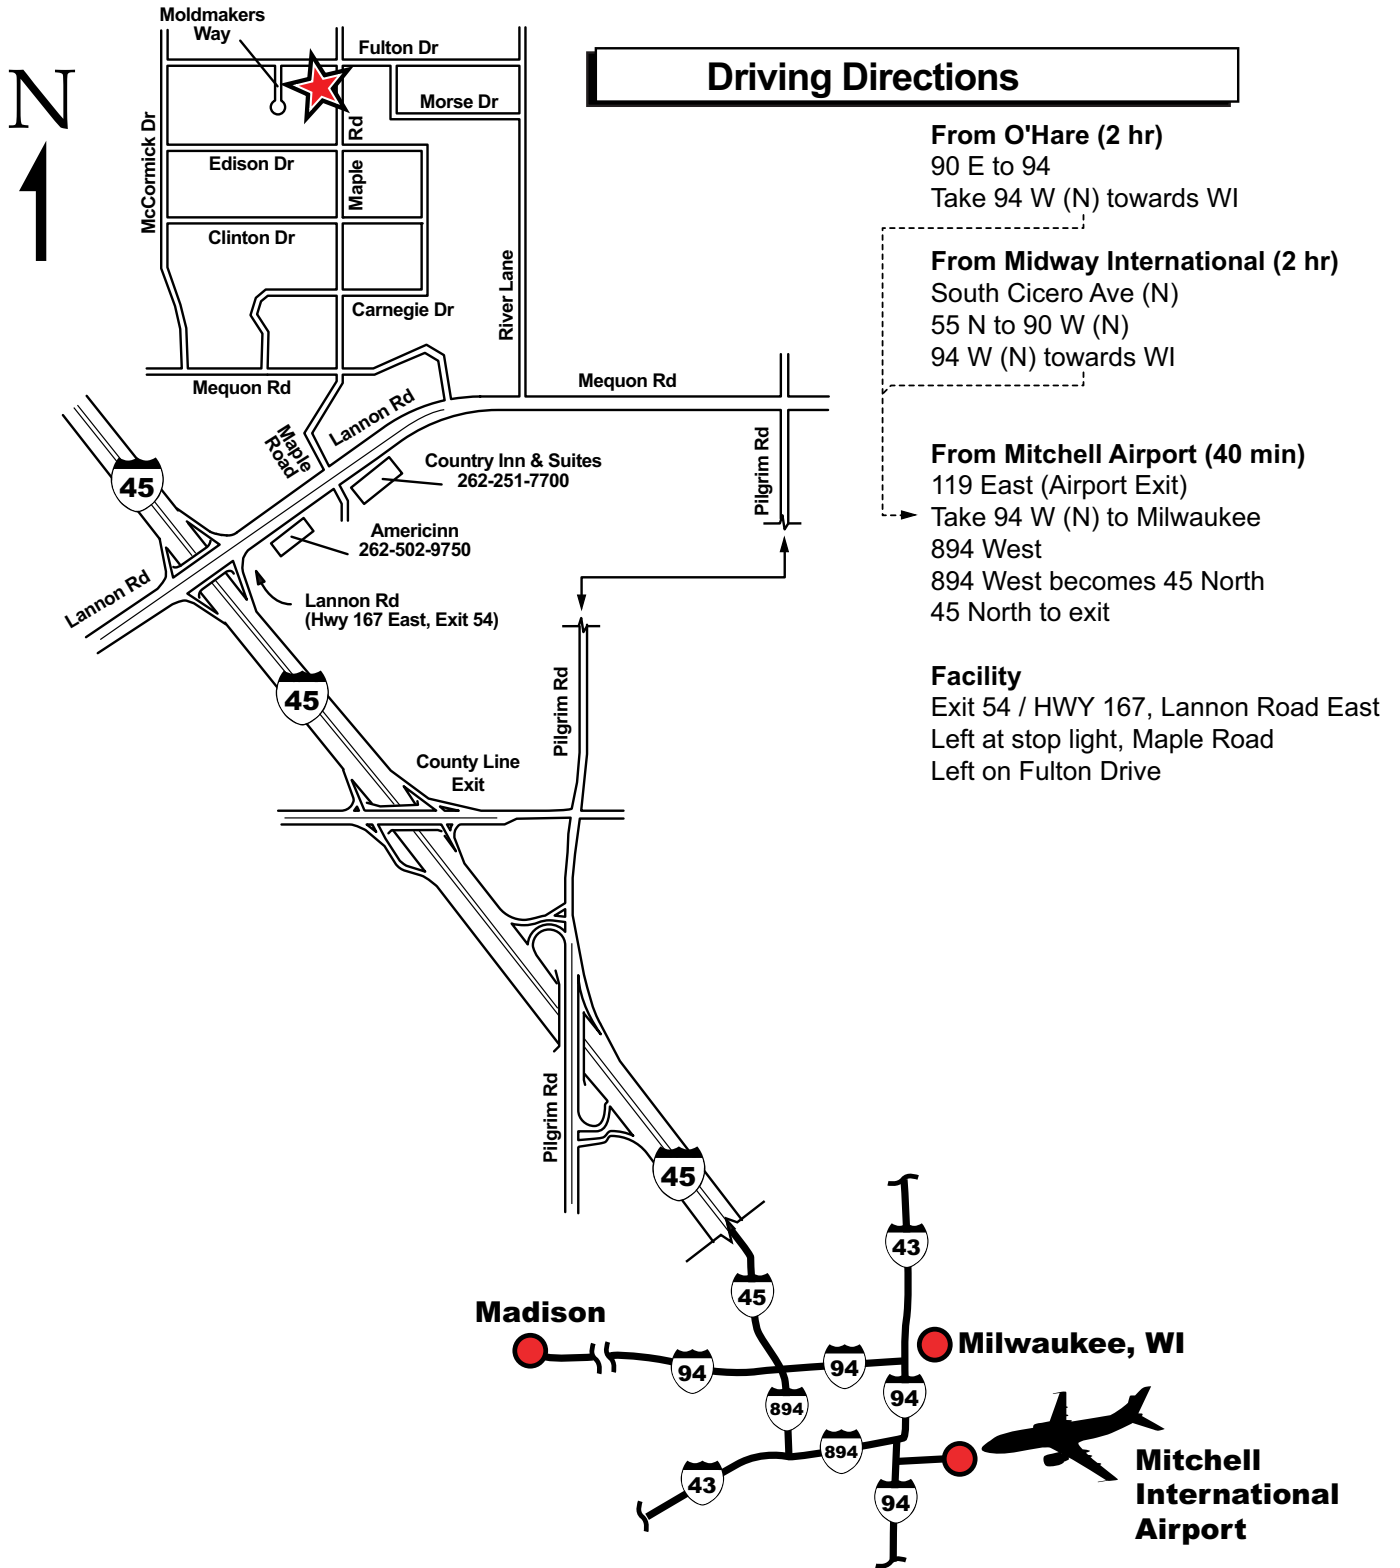 Moldmakers
Way
Fulton Dr
N
Morse Dr
McCormick Dr
Rd
Maple
Edison Dr
Clinton Dr
River Lane
Carnegie Dr
Mequon Rd
Mequon Rd
Lannon Rd
Maple
Road
Pilgrim Rd
Country Inn & Suites
262-251-7700
45
Americinn
262-502-9750
Lannon Rd
Lannon Rd
(Hwy 167 East, Exit 54)
45
Pilgrim Rd
County Line
Exit
Pilgrim Rd
45
Driving Directions
From O'Hare (2 hr)
90 E to 94
Take 94 W (N) towards WI
From Midway International (2 hr)
South Cicero Ave (N)
55 N to 90 W (N)
94 W (N) towards WI
From Mitchell Airport (40 min)
119 East (Airport Exit)
Take 94 W (N) to Milwaukee
894 West
894 West becomes 45 North
45 North to exit
Facility
Exit 54 / HWY 167, Lannon Road East
Left at stop light, Maple Road
Left on Fulton Drive
43
45
Madison
Milwaukee, WI
94
94
894
94
894
43
94
Mitchell
International
Airport